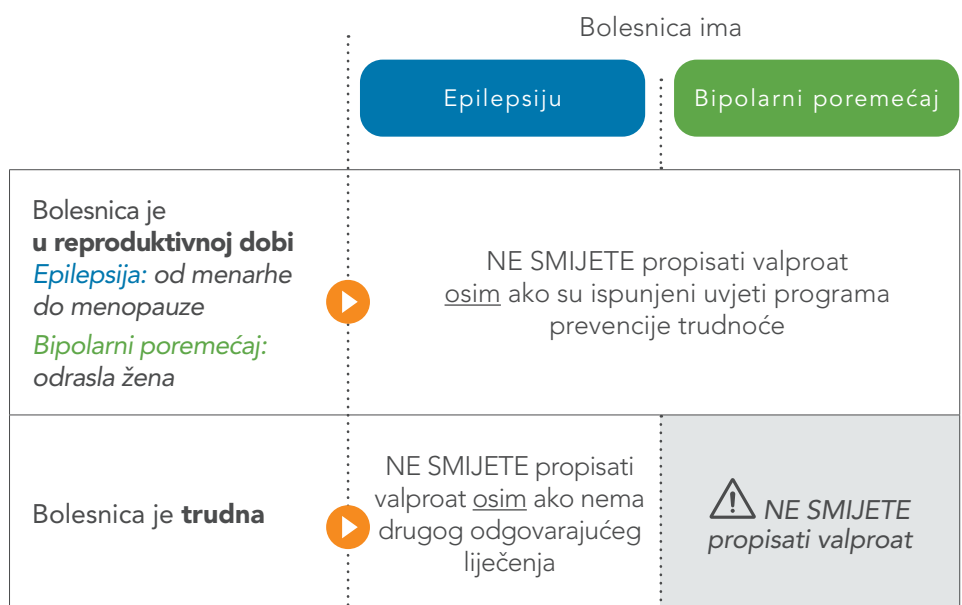 Bolesnica ima
Epilepsiju
Bipolarni poremećaj
Bolesnica je
u reproduktivnoj dobi
Epilepsija: od menarhe
do menopauze
Bipolarni poremećaj:
odrasla žena
NE SMIJETE propisati valproat
osim ako su ispunjeni uvjeti programa
prevencije trudnoće
Bolesnica je trudna
NE SMIJETE propisati
valproat osim ako nema
drugog odgovarajućeg
liječenja
NE SMIJETE
propisati valproat